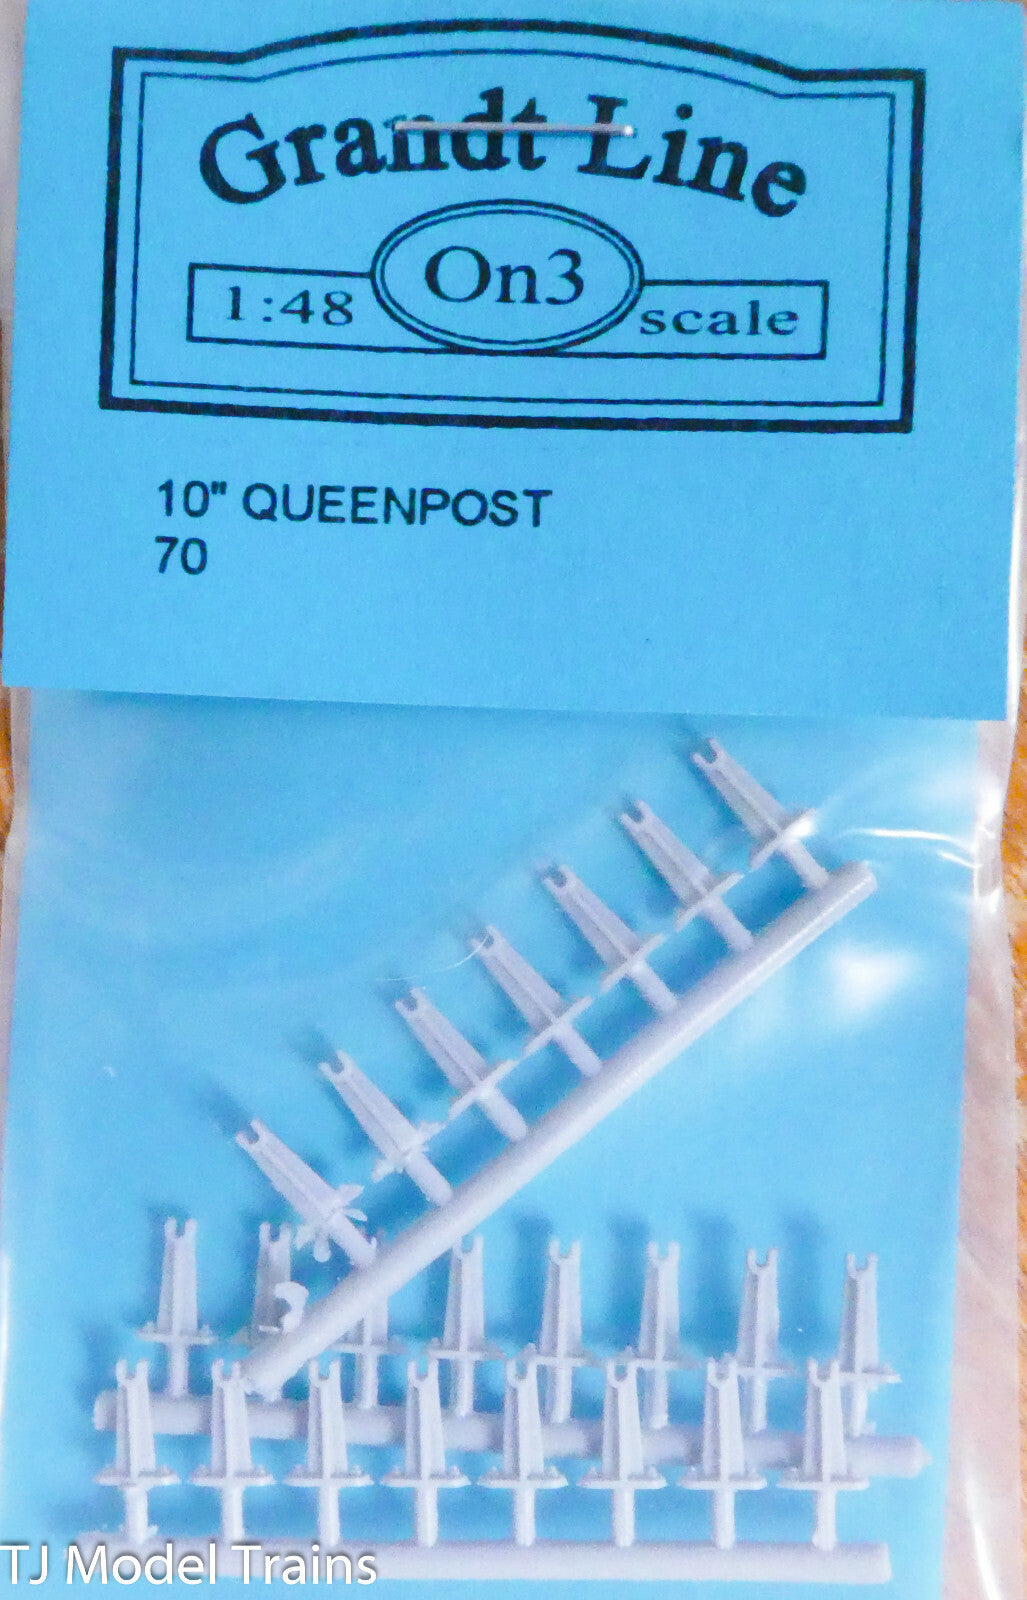 Grandt Line
1:48 On3 scale
10" QUEENPOST
70
TJ Model Trains